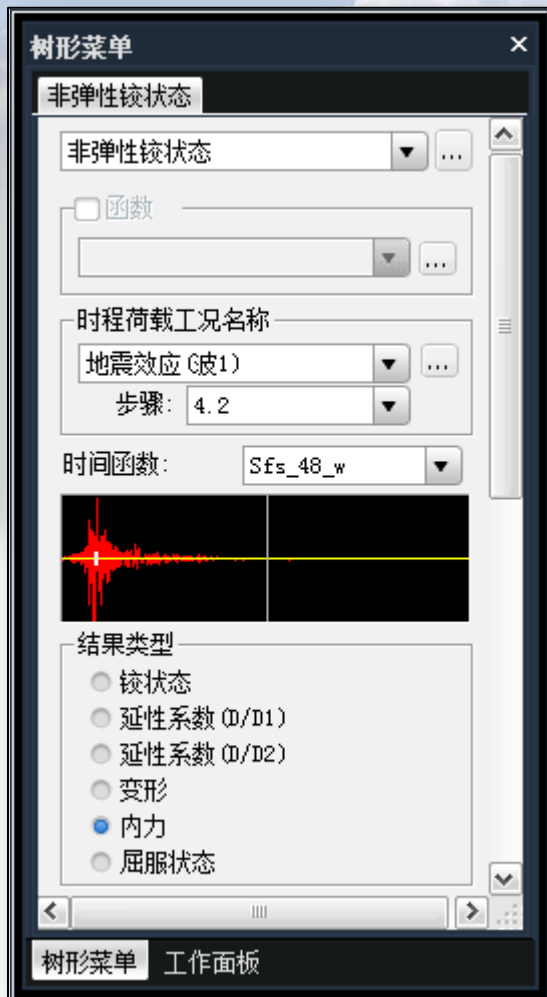 树形菜单
非弹性铰状态
非弹性铰状态
函数
时程荷载工况名称
地震效应(波1)
步骤: 4.2
时间函数: Sfs_48_w
结果类型
铰状态
延性系数(D/D1)
延性系数(D/D2)
变形
内力
屈服状态
树形菜单 工作面板